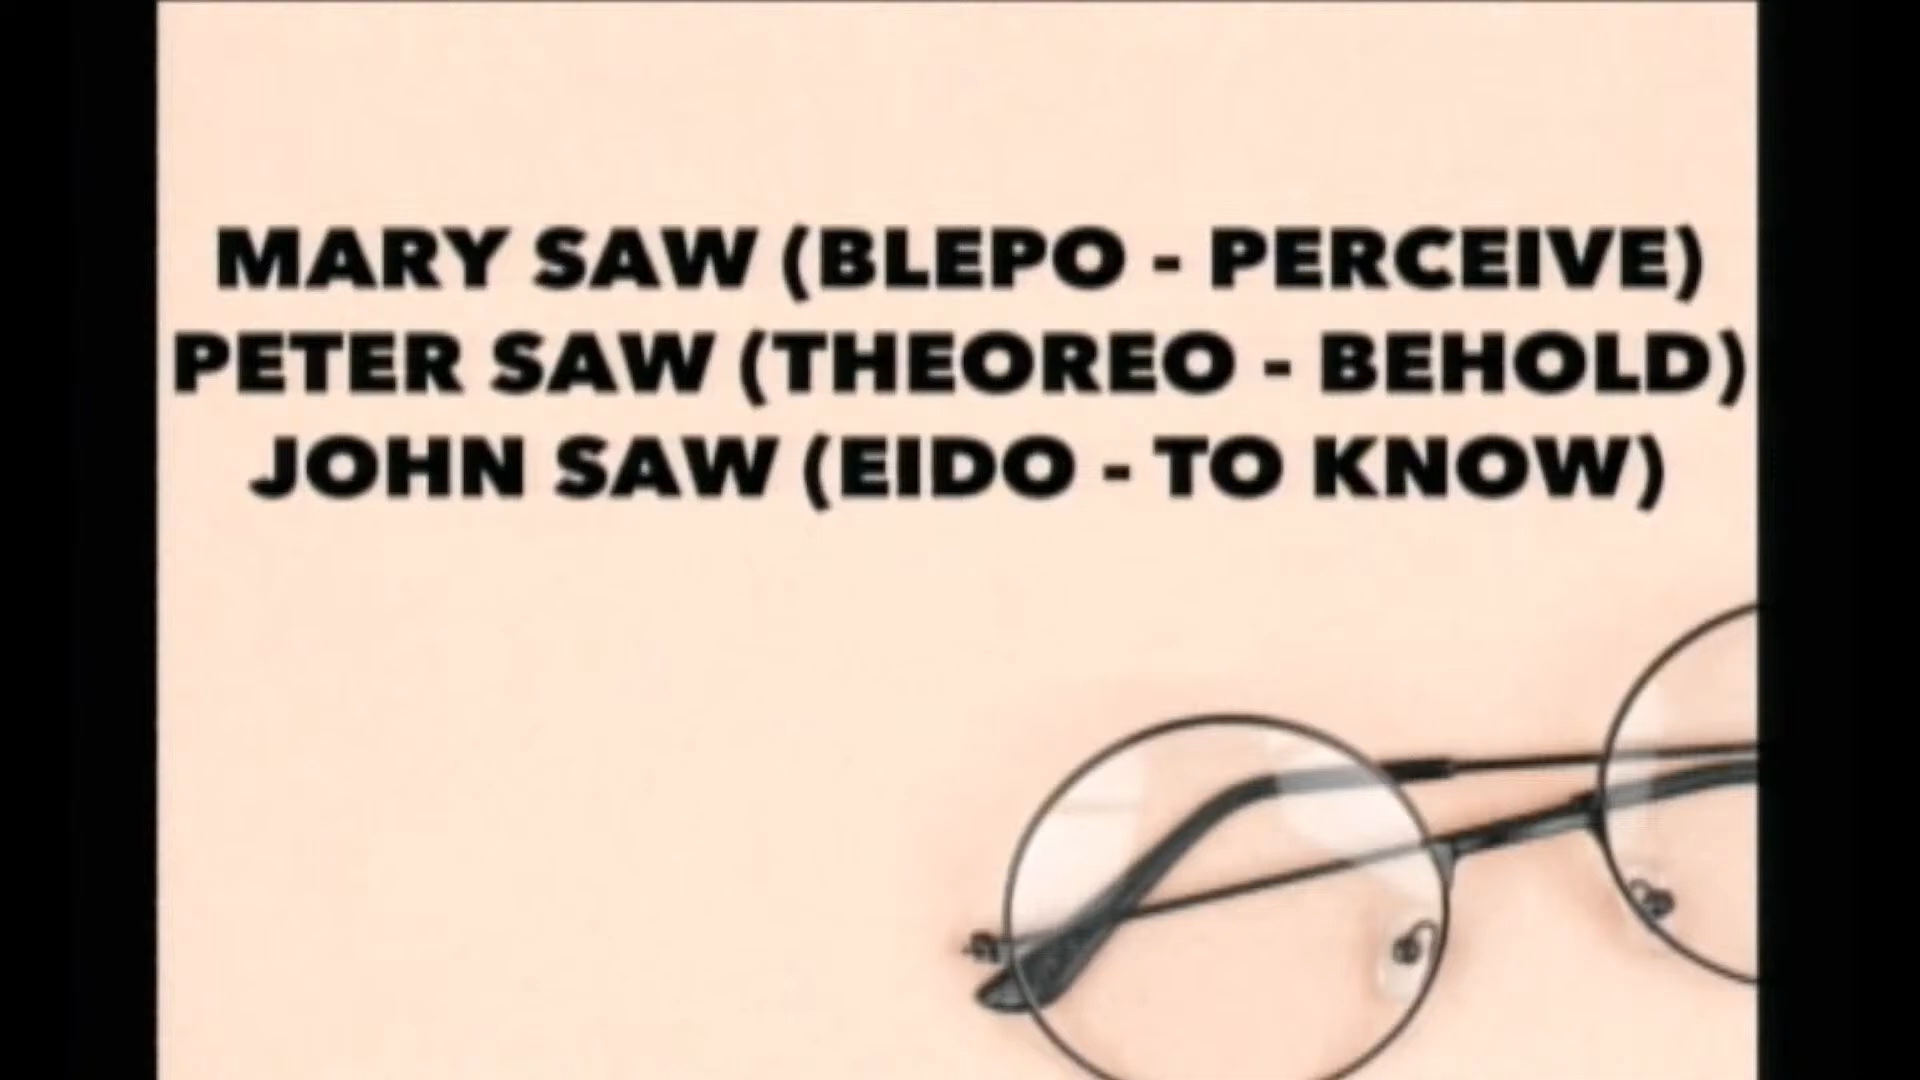 MARY SAW (BLEPO - PERCEIVE)
PETER SAW (THEOREO - BEHOLD)
JOHN SAW (EIDO - TO KNOW)